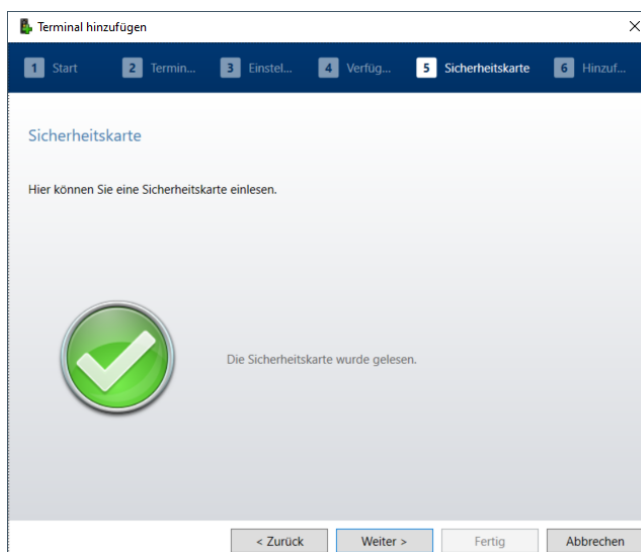 Terminal hinzufügen
1 Start 2 Termin... 3 Einstel... 4 Verfüg... 5 Sicherheitskarte 6 Hinzuf...
Sicherheitskarte
Hier können Sie eine Sicherheitskarte einlesen.
Die Sicherheitskarte wurde gelesen.
< Zurück Weiter > Fertig Abbrechen